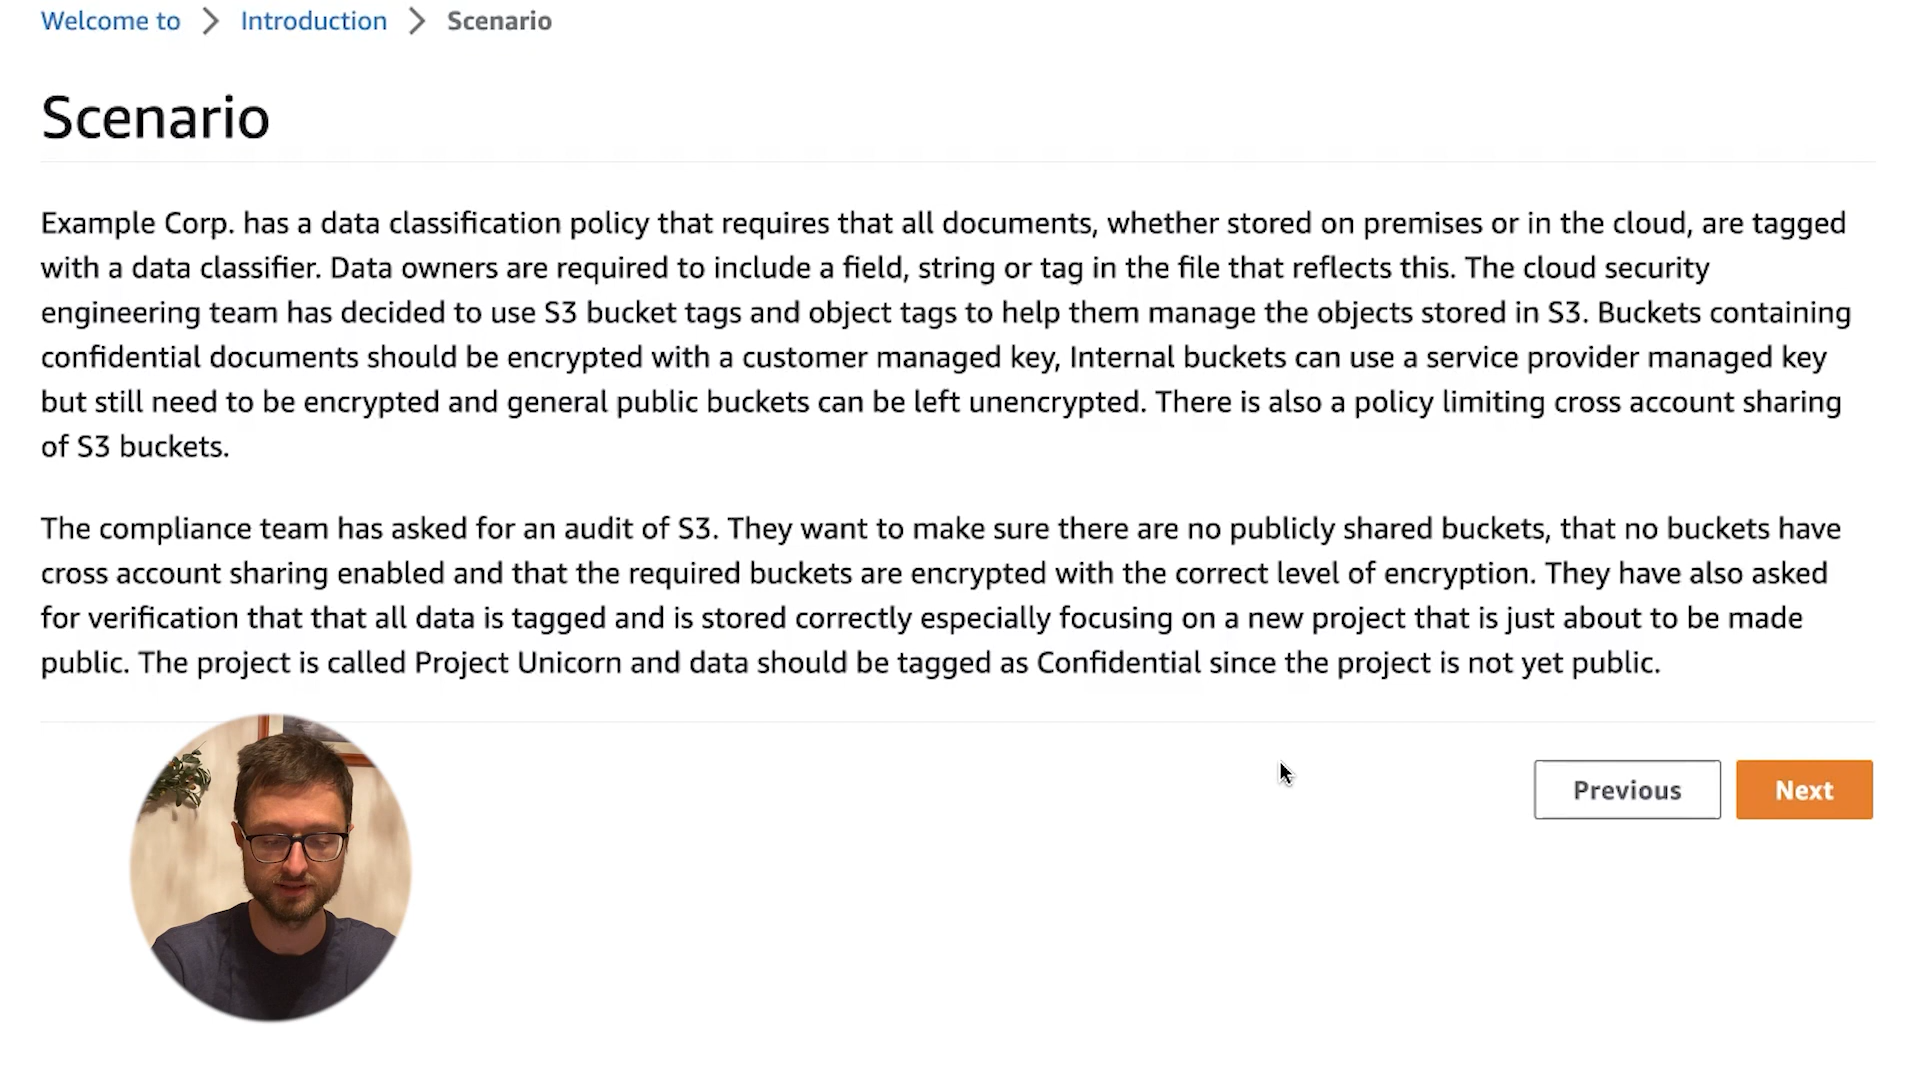 Welcome to > Introduction > Scenario
Scenario
Example Corp. has a data classification policy that requires that all documents, whether stored on premises or in the cloud, are tagged
with a data classifier. Data owners are required to include a field, string or tag in the file that reflects this. The cloud security
engineering team has decided to use S3 bucket tags and object tags to help them manage the objects stored in S3. Buckets containing
confidential documents should be encrypted with a customer managed key, Internal buckets can use a service provider managed key
but still need to be encrypted and general public buckets can be left unencrypted. There is also a policy limiting cross account sharing
of S3 buckets.
The compliance team has asked for an audit of S3. They want to make sure there are no publicly shared buckets, that no buckets have
cross account sharing enabled and that the required buckets are encrypted with the correct level of encryption. They have also asked
for verification that that all data is tagged and is stored correctly especially focusing on a new project that is just about to be made
public. The project is called Project Unicorn and data should be tagged as Confidential since the project is not yet public.
Previous
Next